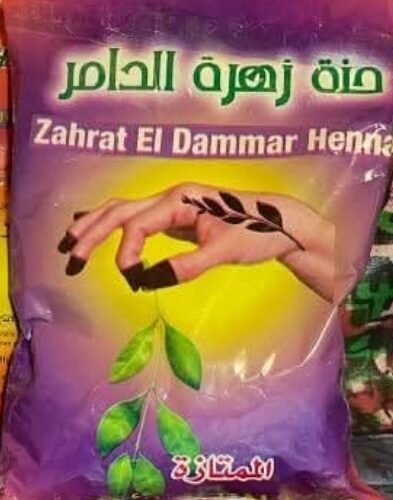 حنة زهرة الدامر
Zahrat El Dammar Henna
الممتازة